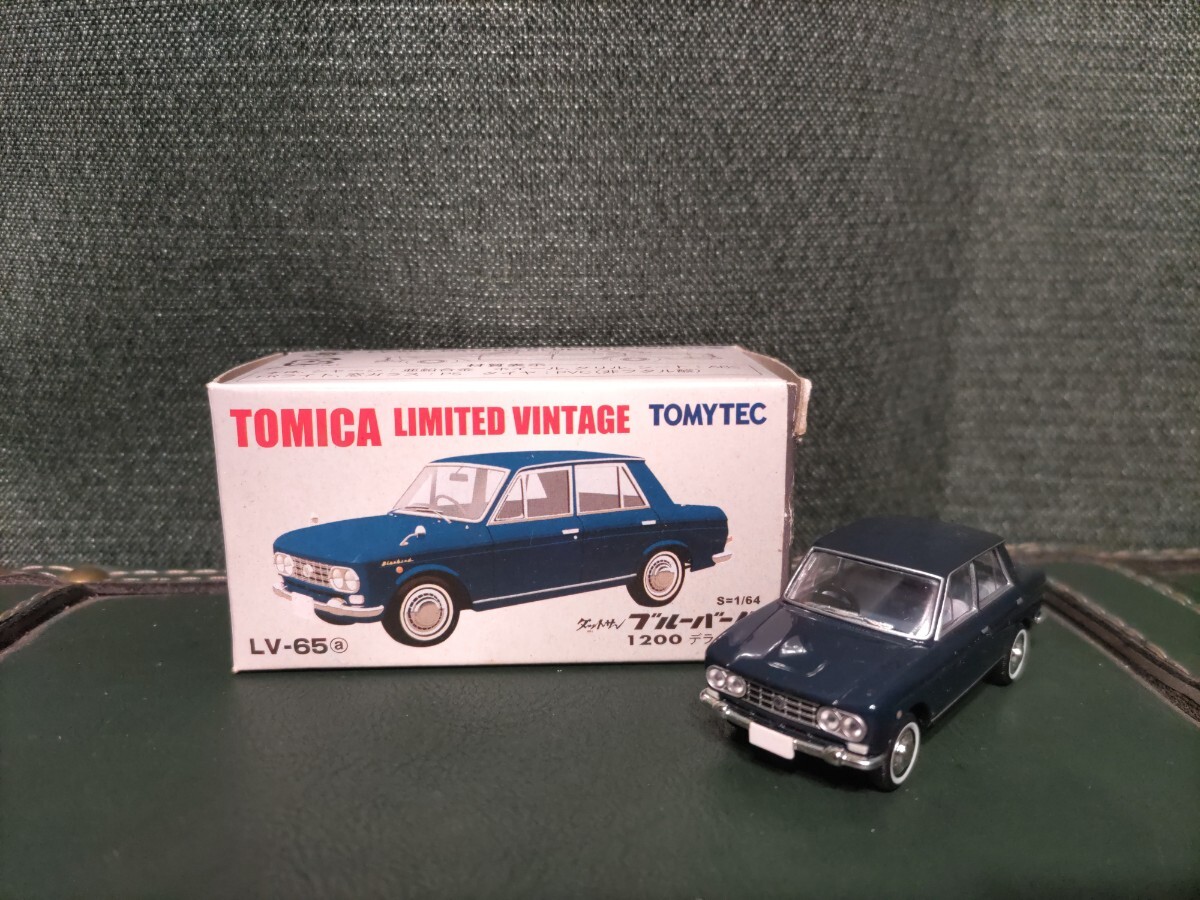 TOMICA LIMITED VINTAGE TOMYTEC
Bluebird
S=1/64
ダットサン ブルーバー
LV-65ⓐ
1200 デラ